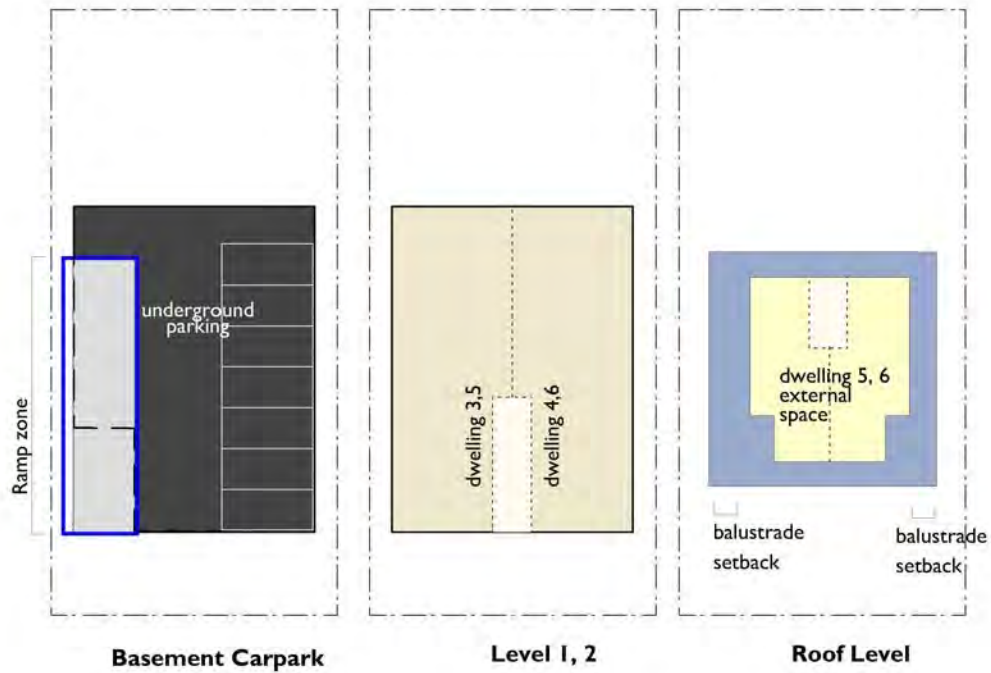 Ramp zone
underground
parking
Basement Carpark
dwelling 3,5
dwelling 4,6
Level 1, 2
dwelling 5, 6
external
space
balustrade
setback
balustrade
setback
Roof Level